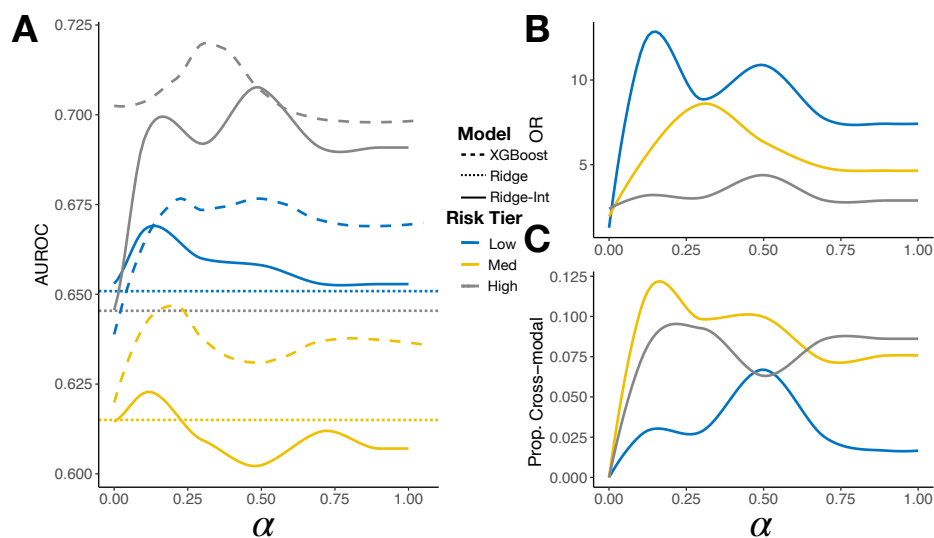 A
0.725
0.700
0.675
0.650
0.625
0.600
AUROC
0.00
0.25
0.50
0.75
1.00
α
Model
XGBoost
Ridge
Ridge-Int
Risk Tier
Low
Med
High
B
10
5
OR
0.00
0.25
0.50
0.75
1.00
C
0.125
0.100
0.075
0.050
0.025
0.000
Prop. Cross−modal
0.00
0.25
0.50
0.75
1.00
α